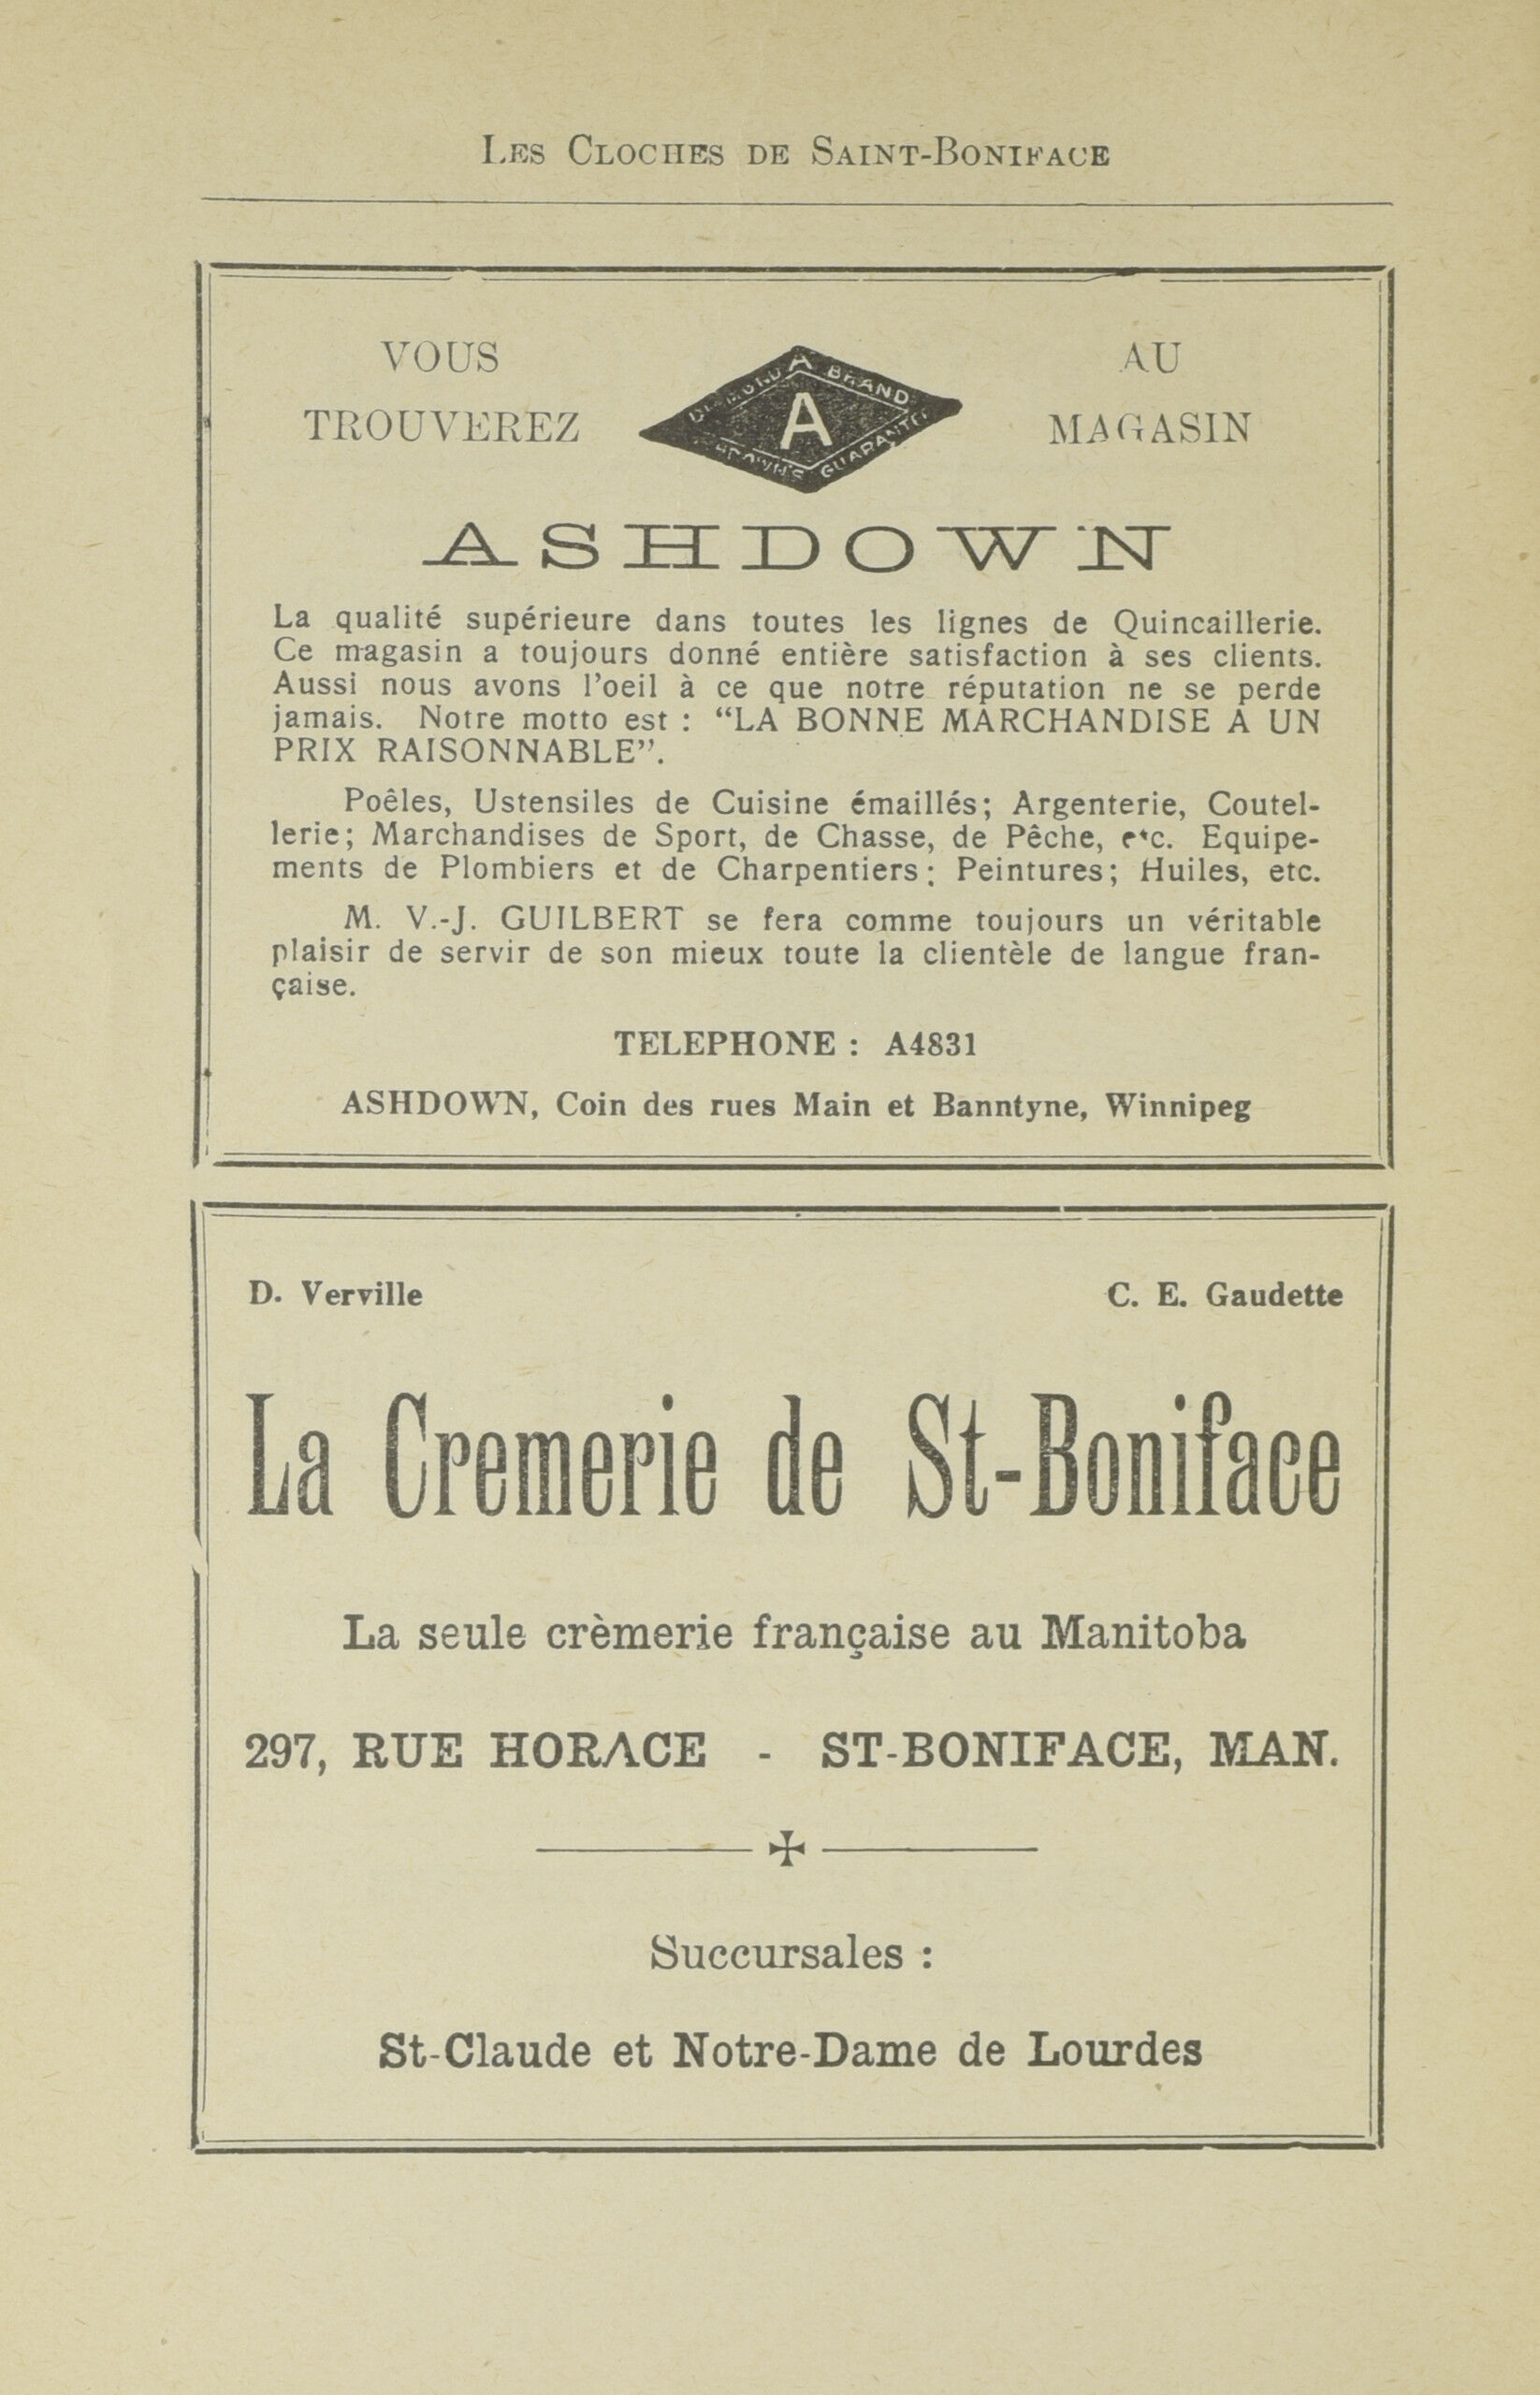 LES CLOCHES DE SAINT-BONIFACE
VOUS
TROUVEREZ
DIAMOND A BRAND
A
GUARANTEE
AU
MAGASIN
ASHDOWN
La qualité supérieure dans toutes les lignes de Quincaillerie.
Ce magasin a toujours donné entière satisfaction à ses clients.
Aussi nous avons l'oeil à ce que notre réputation ne se perde
jamais. Notre motto est : “LA BONNE MARCHANDISE A UN
PRIX RAISONNABLE”.
Poêles, Ustensiles de Cuisine émaillés; Argenterie, Coutel-
lerie; Marchandises de Sport, de Chasse, de Pêche, etc. Equipe-
ments de Plombiers et de Charpentiers; Peintures; Huiles, etc.
M. V.-J. GUILBERT se fera comme toujours un véritable
plaisir de servir de son mieux toute la clientèle de langue fran-
çaise.
TELEPHONE : A4831
ASHDOWN, Coin des rues Main et Banntyne, Winnipeg
D. Verville C. E. Gaudette
La Cremerie de St-Boniface
La seule crèmerie française au Manitoba
297, RUE HORACE - ST-BONIFACE, MAN.
Succursales :
St-Claude et Notre-Dame de Lourdes